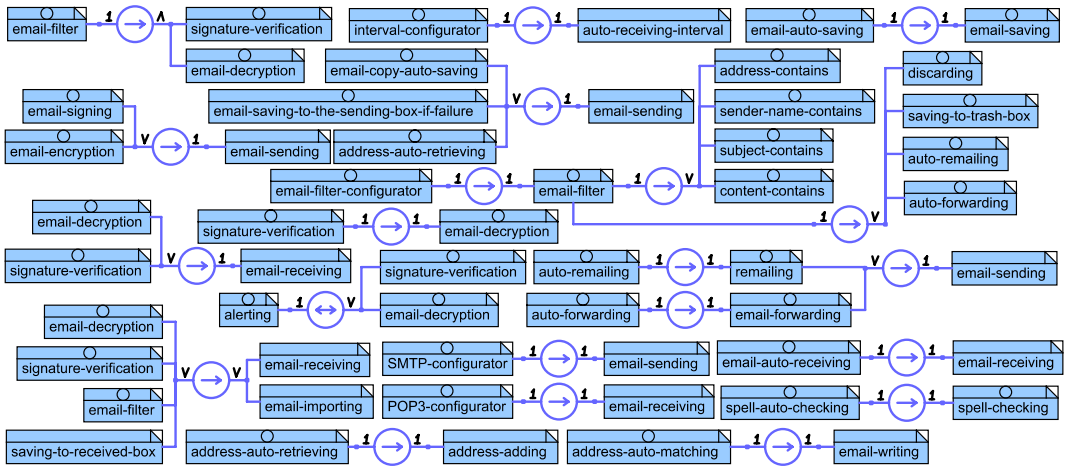 email-filter 1 ∧ signature-verification
email-decryption
interval-configurator 1 1 auto-receiving-interval
email-auto-saving 1 1 email-saving
email-signing
email-encryption V 1 email-sending
email-copy-auto-saving
email-saving-to-the-sending-box-if-failure V 1 email-sending
address-auto-retrieving
address-contains
sender-name-contains
subject-contains
content-contains
discarding
saving-to-trash-box
auto-remailing
auto-forwarding
email-filter-configurator 1 1 email-filter 1 V
1 V
signature-verification 1 1 email-decryption
email-decryption
signature-verification V 1 email-receiving
alerting 1 V signature-verification
email-decryption
auto-remailing 1 1 remailing
auto-forwarding 1 1 email-forwarding
V 1 email-sending
email-decryption
signature-verification
email-filter
saving-to-received-box
V V email-receiving
email-importing
SMTP-configurator 1 1 email-sending
POP3-configurator 1 1 email-receiving
email-auto-receiving 1 1 email-receiving
spell-auto-checking 1 1 spell-checking
address-auto-retrieving 1 1 address-adding
address-auto-matching 1 1 email-writing